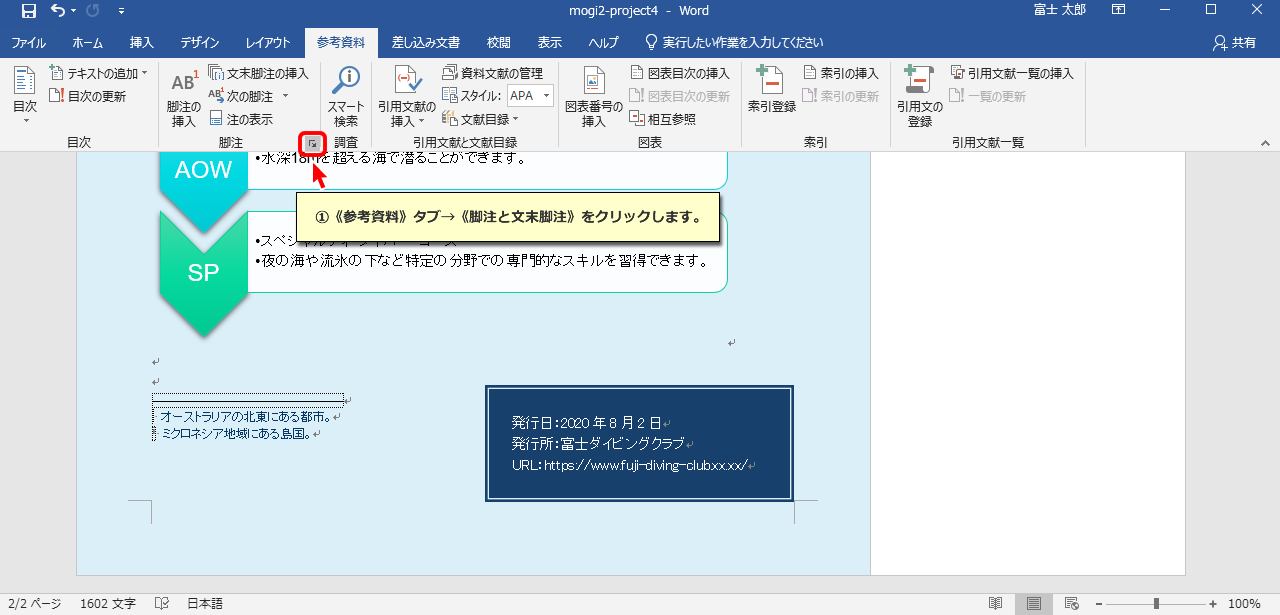 mogi2-project4 - Word
富士 太郎
ファイル ホーム 挿入 デザイン レイアウト 参考資料 差し込み文書 校閲 表示 ヘルプ 実行したい作業を入力してください 共有
目次
テキストの追加
目次の更新
目次
AB1
脚注の
挿入
文末脚注の挿入
AB1 次の脚注
注の表示
脚注
スマート
検索
調査
引用文献の
挿入
資料文献の管理
スタイル: APA
文献目録
引用文献と文献目録
図表番号の
挿入
図表目次の挿入
図表目次の更新
相互参照
図表
索引登録
索引の挿入
索引の更新
索引
引用文の
登録
引用文献一覧の挿入
一覧の更新
引用文献一覧
AOW
•水深18mを超える海で潜ることができます。
①《参考資料》タブ→《脚注と文末脚注》をクリックします。
SP
•夜の海や流氷の下など特定の分野での専門的なスキルを習得できます。
オーストラリアの北東にある都市。
ミクロネシア地域にある島国。
発行日:2020年8月2日
発行所:富士ダイビングクラブ
URL:https://www.fuji-diving-club.xx.xx/
2/2 ページ 1602 文字 日本語 100%